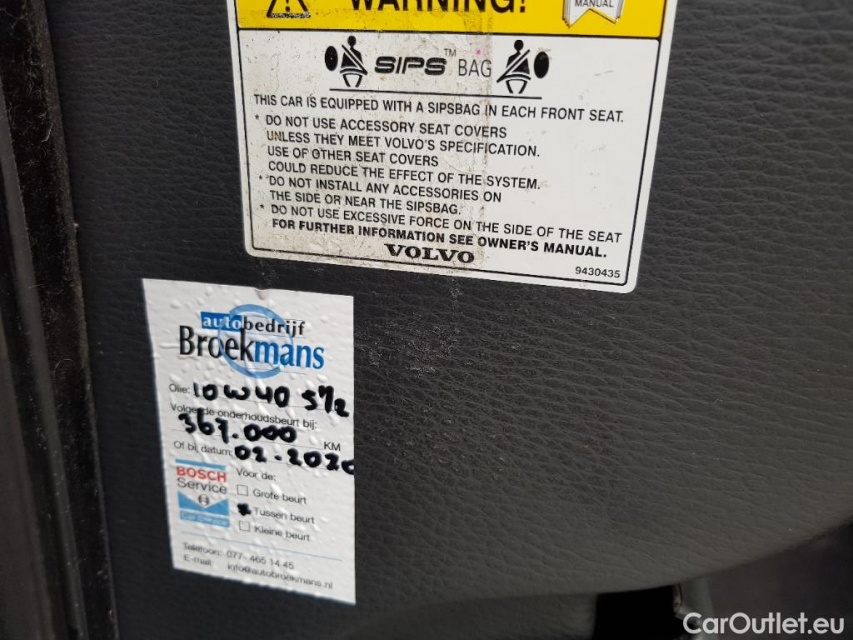 WARNING!
MANUAL
SIPS™ BAG
THIS CAR IS EQUIPPED WITH A SIPSBAG IN EACH FRONT SEAT.
* DO NOT USE ACCESSORY SEAT COVERS
UNLESS THEY MEET VOLVO'S SPECIFICATION.
USE OF OTHER SEAT COVERS
COULD REDUCE THE EFFECT OF THE SYSTEM.
* DO NOT INSTALL ANY ACCESSORIES ON
THE SIDE OR NEAR THE SIPSBAG.
* DO NOT USE EXCESSIVE FORCE ON THE SIDE OF THE SEAT
FOR FURTHER INFORMATION SEE OWNER'S MANUAL.
VOLVO
9430435
autobedrijf
Broekmans
Olie: 10W40 5½
Volgende onderhoudsbeurt bij:
367.000 KM
Of bij datum: 02-2020
BOSCH
Service
Car Service
Voor de:
Grote beurt
Tussen beurt
Kleine beurt
Telefoon: 077- 465 14 45
E-mail: info@autobroekmans.nl
CarOutlet.eu